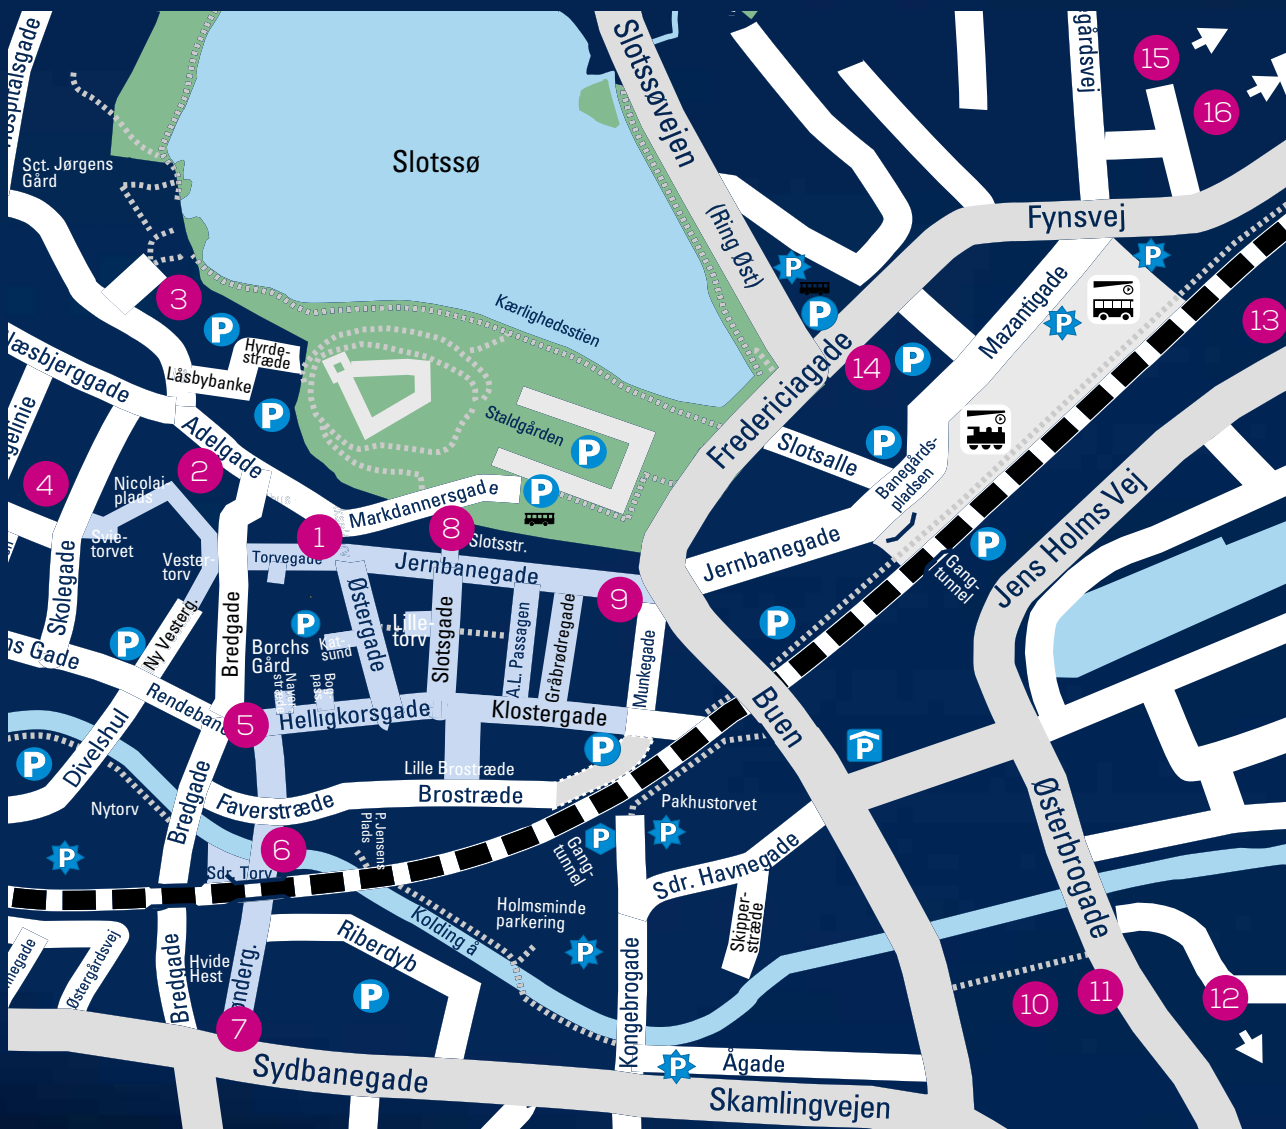 Slotssøvejen
gårdsvej
15
16
Slotssø
Sct. Jørgens
Gård
(Ring Øst)
Fynsvej
P
3
P
P
P
Kærlighedsstien
Mazantigade
P
13
Hyrde-
stræde
Låsbybanke
Fredericiagade
14
P
P
Adelgade
Staldgården
P
Slotsalle
P
Banegårds-
pladsen
2
4
Nicolai
plads
Svie-
torvet
Markdannersgade
P
1
8
Slotsstr.
Vester-
torv
Torvegade
Jernbanegade
Jernbanegade
P
Gang-
tunnel
Jens Holms Vej
Skolegade
9
Østergade
Slotsgade
A.L. Passagen
Gråbrødregade
Munkegade
P
Ny Vesterg.
Bredgade
P
Borchs
Gård
Kat-
sund
Lille-
torv
P
Bog-
pass.
5
Helligkorsgade
Klostergade
Buen
P
P
Divelshul
P
Nytorv
Bredgade
Faverstræde
Lille Brostræde
Brostræde
Pakhustorvet
P
P
P
P.Jensens
Plads
Gang-
tunnel
6
Sdr. Torv
Sdr. Havnegade
Skipper-
stræde
Østerbrogade
Holmsminde
parkering
P
Kolding å
Riberdyb
P
Bredgade
Hvide
Hest
Østergårdsvej
7
Kongebrogade
10
11
12
Sydbanegade
P
Ågade
Skamlingvejen